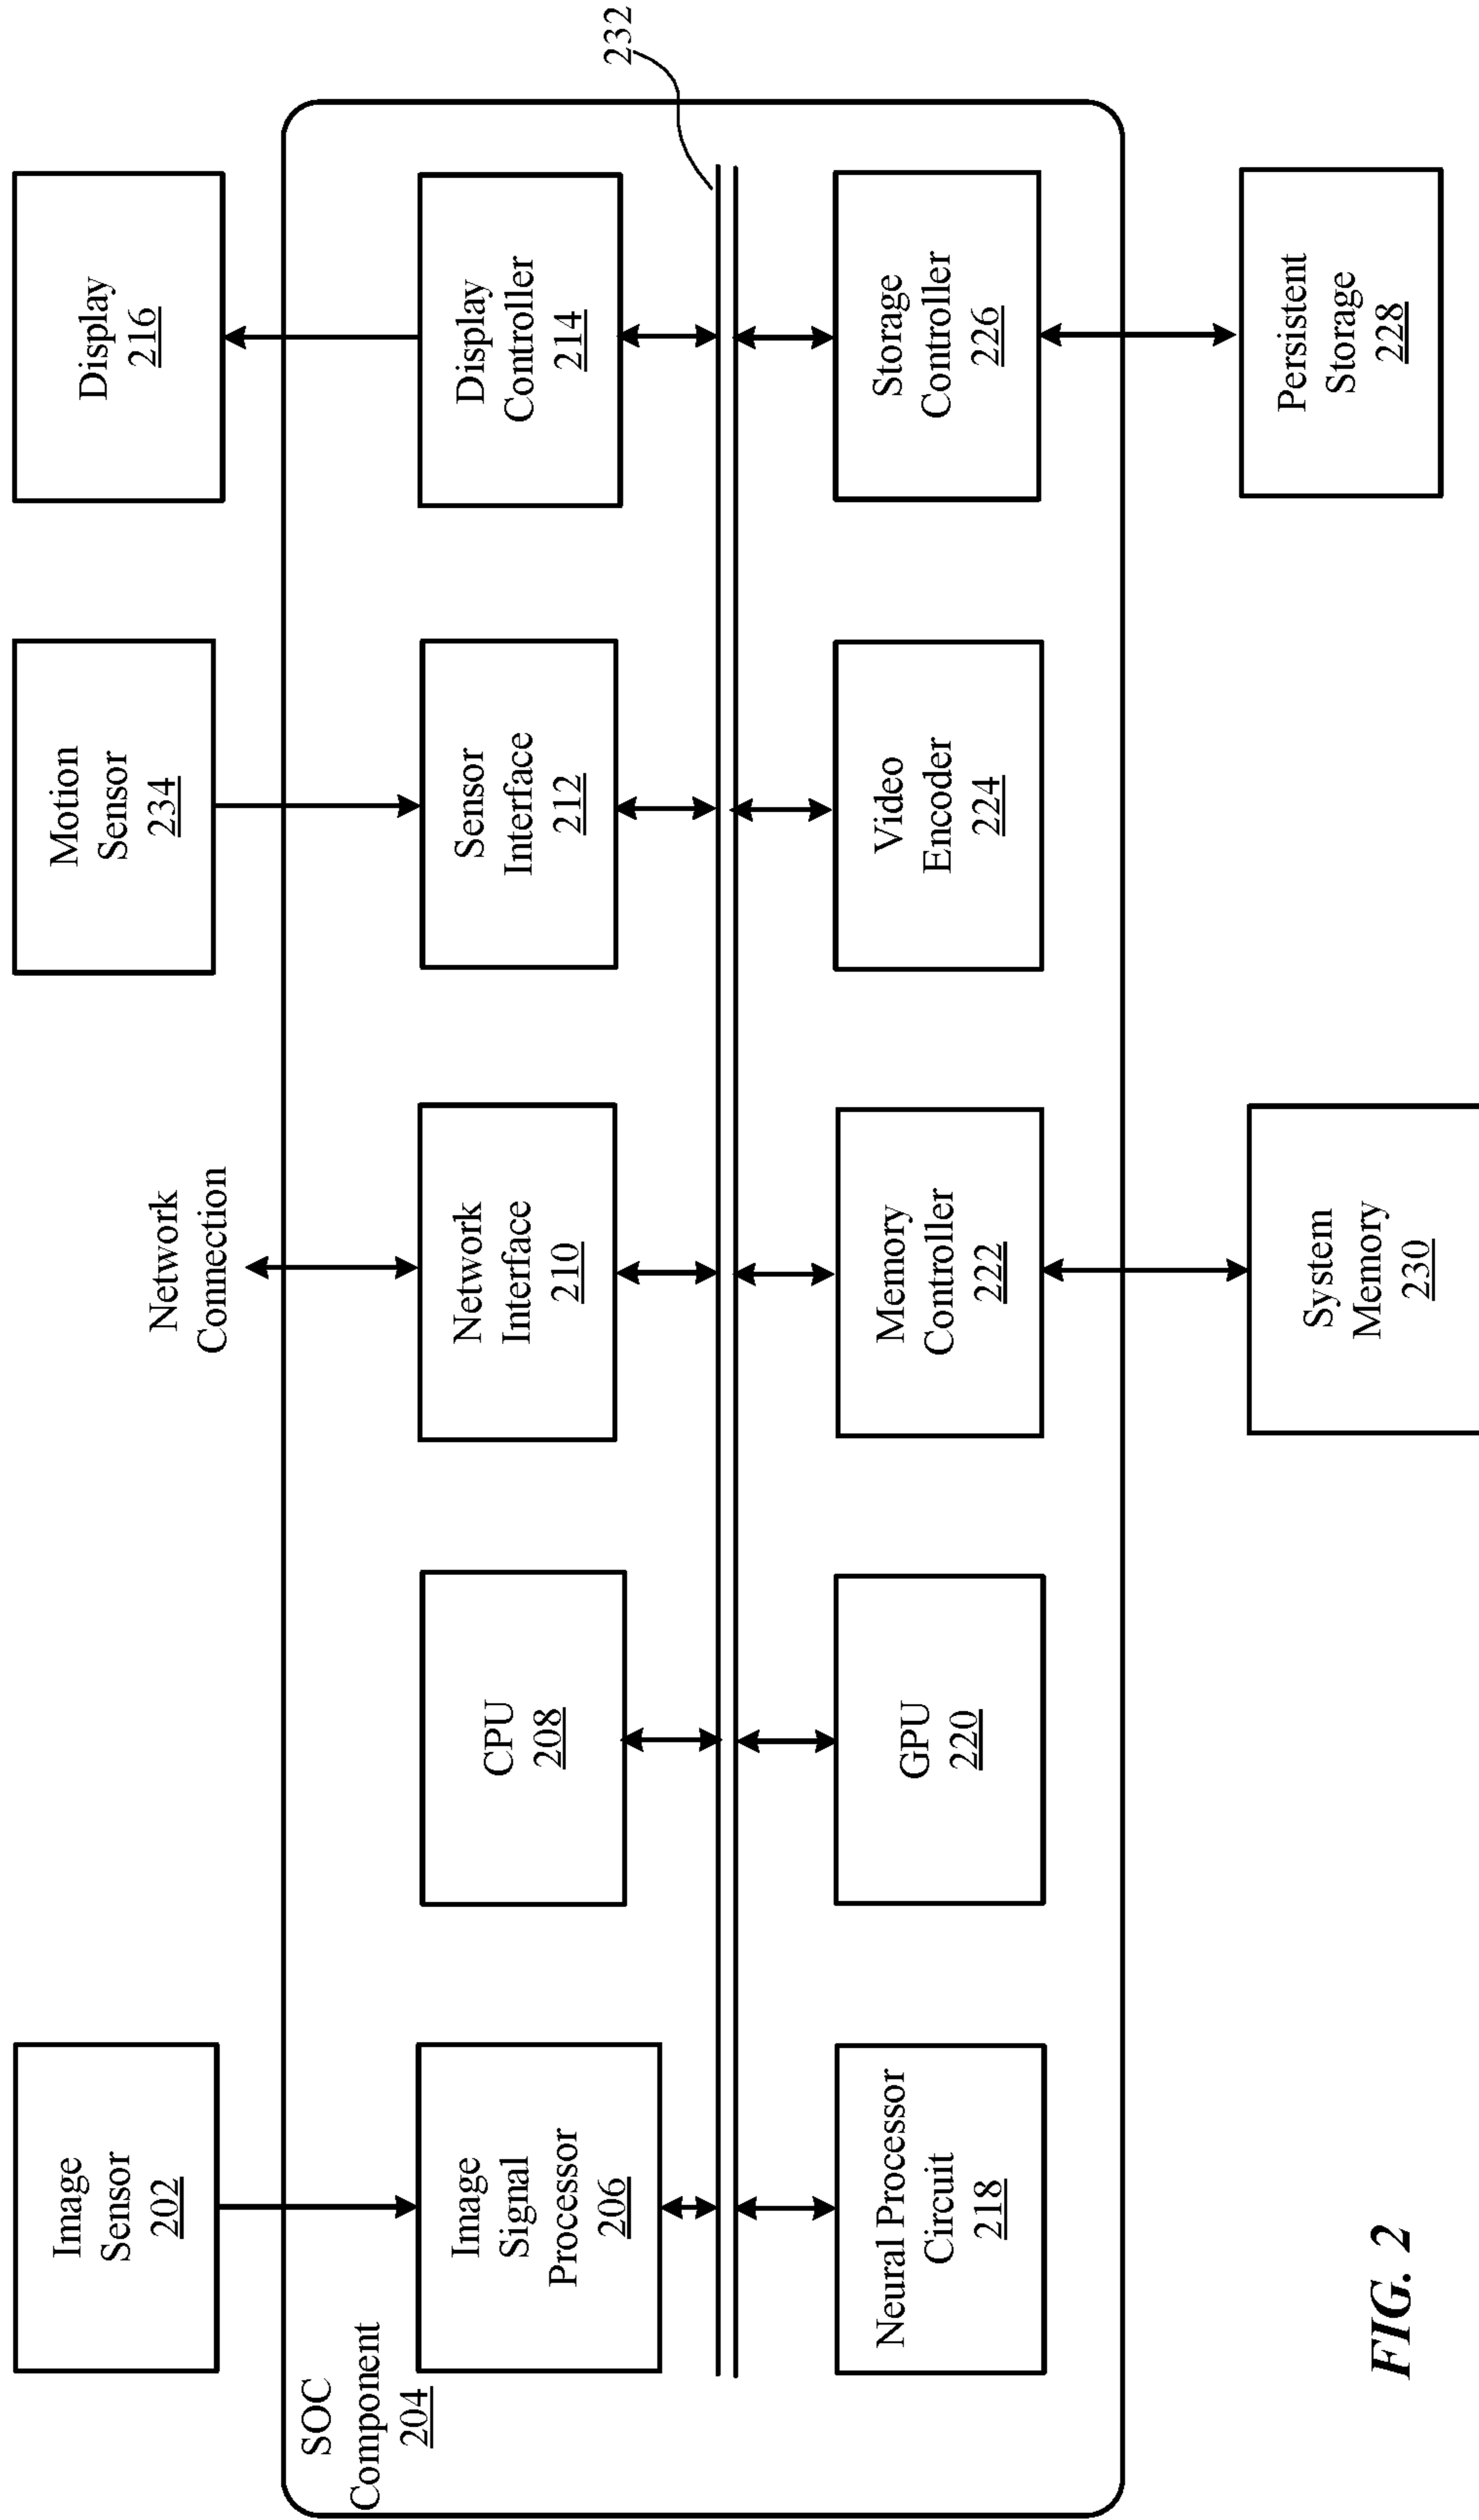 Image
Sensor
202
Network
Connection
Motion
Sensor
234
Display
216
SOC
Component
204
Image
Signal
Processor
206
CPU
208
Network
Interface
210
Sensor
Interface
212
Display
Controller
214
232
Neural Processor
Circuit
218
GPU
220
Memory
Controller
222
Video
Encoder
224
Storage
Controller
226
System
Memory
230
Persistent
Storage
228
FIG. 2